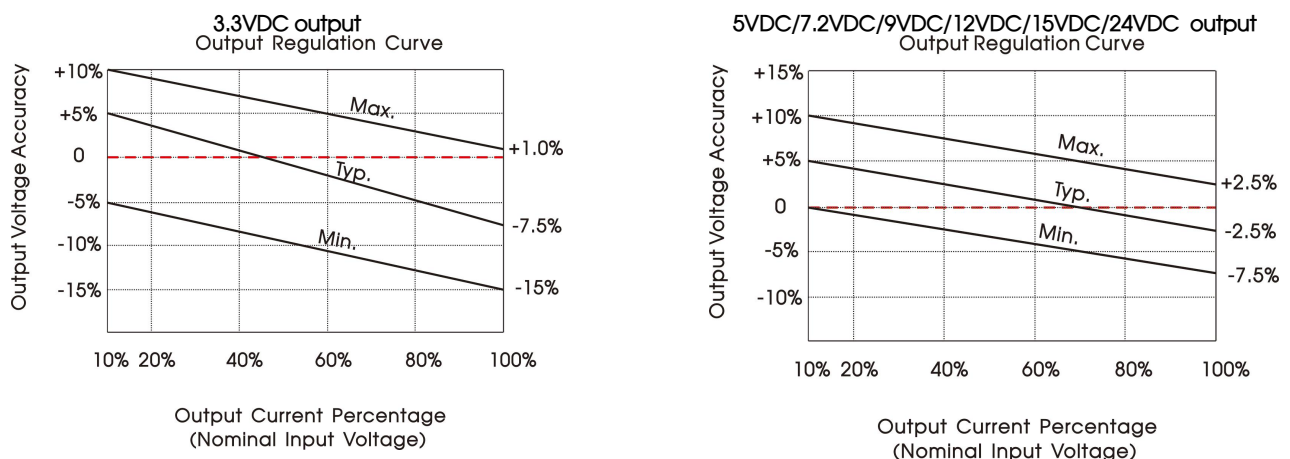 3.3VDC output
Output Regulation Curve
Output Voltage Accuracy
+10%
+5%
0
-5%
-10%
-15%
Max.
Typ.
Min.
+1.0%
-7.5%
-15%
10% 20% 40% 60% 80% 100%
Output Current Percentage
(Nominal Input Voltage)
5VDC/7.2VDC/9VDC/12VDC/15VDC/24VDC output
Output Regulation Curve
Output Voltage Accuracy
+15%
+10%
+5%
0
-5%
-10%
Max.
Typ.
Min.
+2.5%
-2.5%
-7.5%
10% 20% 40% 60% 80% 100%
Output Current Percentage
(Nominal Input Voltage)